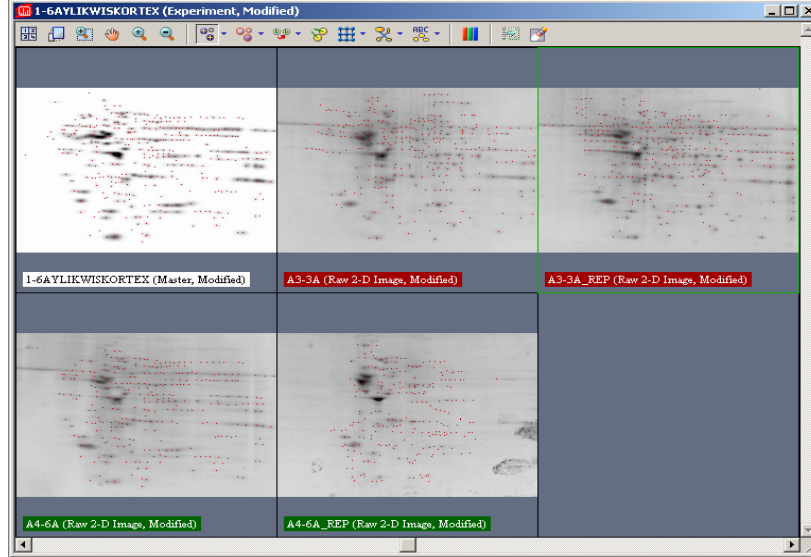 1-6AYLIKWISKORTEX (Experiment, Modified)
ABC
1-6AYLIKWISKORTEX (Master, Modified)
A3-3A (Raw 2-D Image, Modified)
A3-3A_REP (Raw 2-D Image, Modified)
A4-6A (Raw 2-D Image, Modified)
A4-6A_REP (Raw 2-D Image, Modified)